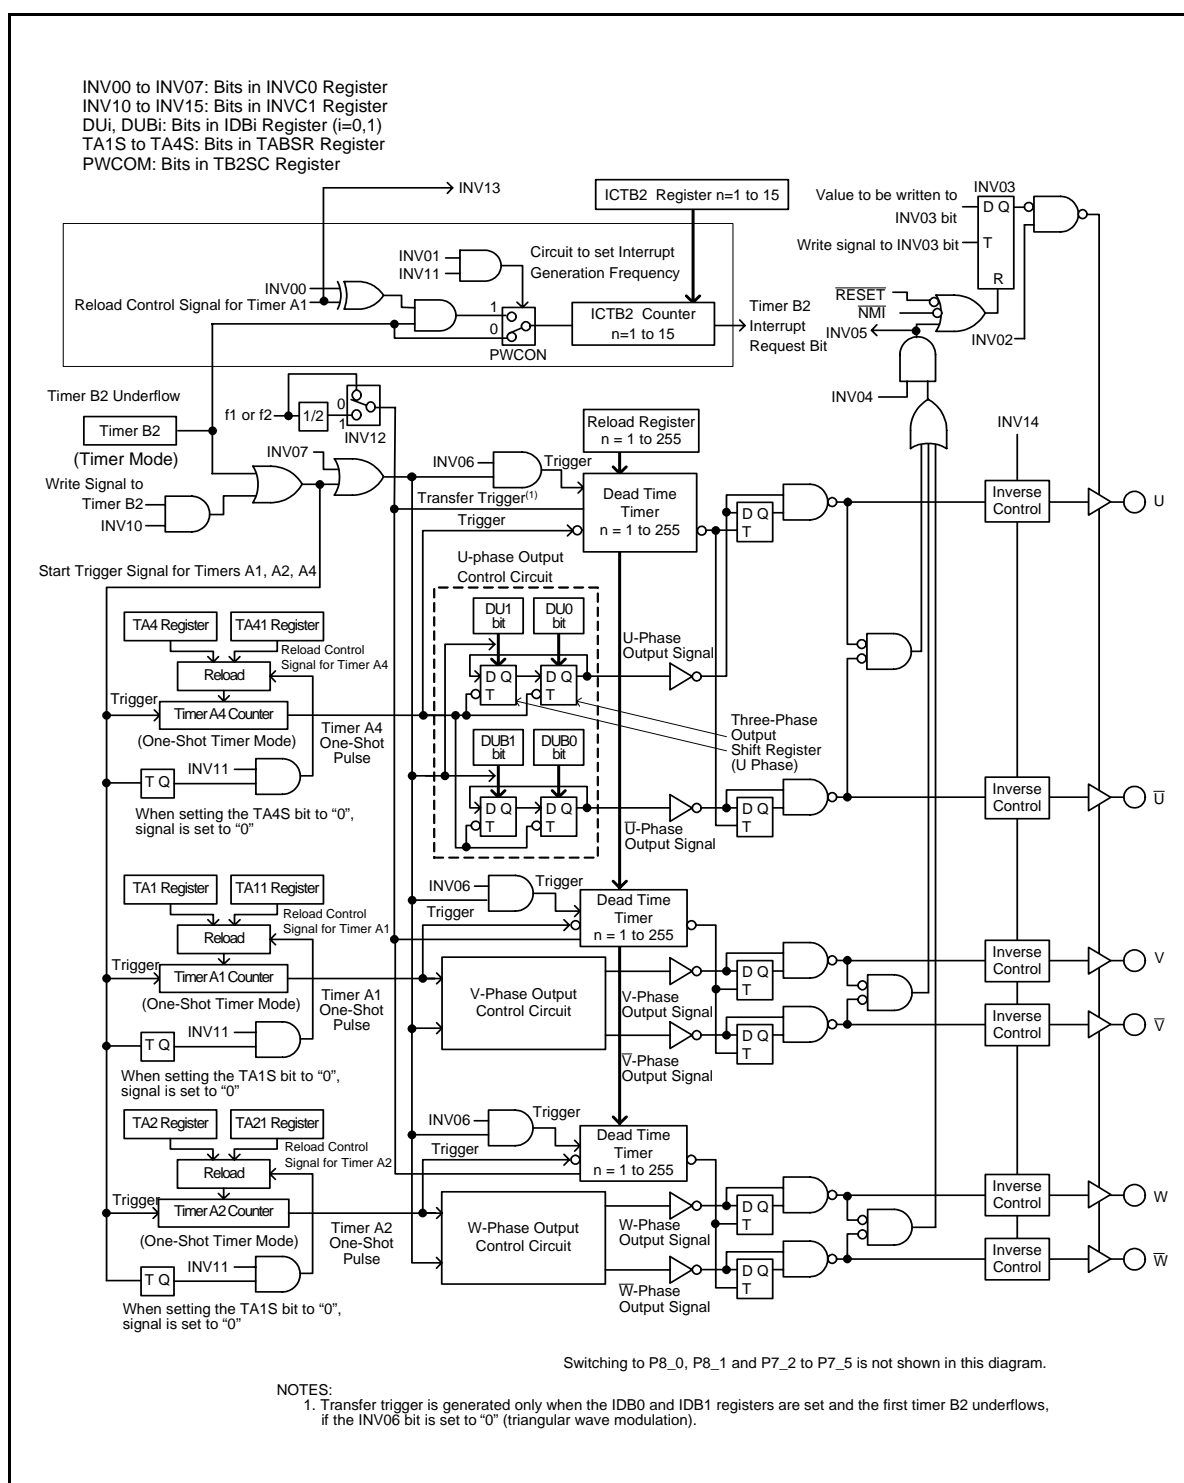 INV00 to INV07: Bits in INVC0 Register
INV10 to INV15: Bits in INVC1 Register
DUi, DUBi: Bits in IDBi Register (i=0,1)
TA1S to TA4S: Bits in TABSR Register
PWCOM: Bits in TB2SC Register
INV13
ICTB2 Register n=1 to 15
Value to be written to
INV03 bit
INV03
D Q
T
R
Write signal to INV03 bit
INV01
INV11
Circuit to set Interrupt
Generation Frequency
INV00
Reload Control Signal for Timer A1
1
0
PWCON
ICTB2 Counter
n=1 to 15
Timer B2
Interrupt
Request Bit
RESET
NMI
INV05
INV02
INV04
Timer B2 Underflow
Timer B2
(Timer Mode)
f1 or f2
1/2
0
1
INV12
Reload Register
n = 1 to 255
INV14
INV07
INV06
Trigger
Write Signal to
Timer B2
INV10
Transfer Trigger(1)
Trigger
Dead Time
Timer
n = 1 to 255
D Q
T
Inverse
Control
U
Start Trigger Signal for Timers A1, A2, A4
U-phase Output
Control Circuit
TA4 Register
TA41 Register
Reload Control
Signal for Timer A4
Reload
Trigger
Timer A4 Counter
(One-Shot Timer Mode)
Timer A4
One-Shot
Pulse
INV11
T Q
When setting the TA4S bit to “0”,
signal is set to “0”
DU1
bit
DU0
bit
D Q
T
D Q
T
U-Phase
Output Signal
Three-Phase
Output
Shift Register
(U Phase)
DUB1
bit
DUB0
bit
D Q
T
D Q
T
U̅-Phase
Output Signal
D Q
T
Inverse
Control
U̅
TA1 Register
TA11 Register
Reload Control
Signal for Timer A1
Reload
Trigger
Timer A1 Counter
(One-Shot Timer Mode)
Timer A1
One-Shot
Pulse
INV11
T Q
When setting the TA1S bit to “0”,
signal is set to “0”
INV06
Trigger
Trigger
Dead Time
Timer
n = 1 to 255
V-Phase Output
Control Circuit
V-Phase
Output Signal
V̅-Phase
Output Signal
D Q
T
D Q
T
Inverse
Control
V
Inverse
Control
V̅
TA2 Register
TA21 Register
Reload Control
Signal for Timer A2
Reload
Trigger
Timer A2 Counter
(One-Shot Timer Mode)
Timer A2
One-Shot
Pulse
INV11
T Q
When setting the TA1S bit to “0”,
signal is set to “0”
INV06
Trigger
Trigger
Dead Time
Timer
n = 1 to 255
W-Phase Output
Control Circuit
W-Phase
Output Signal
W̅-Phase
Output Signal
D Q
T
D Q
T
Inverse
Control
W
Inverse
Control
W̅
Switching to P8_0, P8_1 and P7_2 to P7_5 is not shown in this diagram.
NOTES:
1. Transfer trigger is generated only when the IDB0 and IDB1 registers are set and the first timer B2 underflows,
if the INV06 bit is set to “0” (triangular wave modulation).